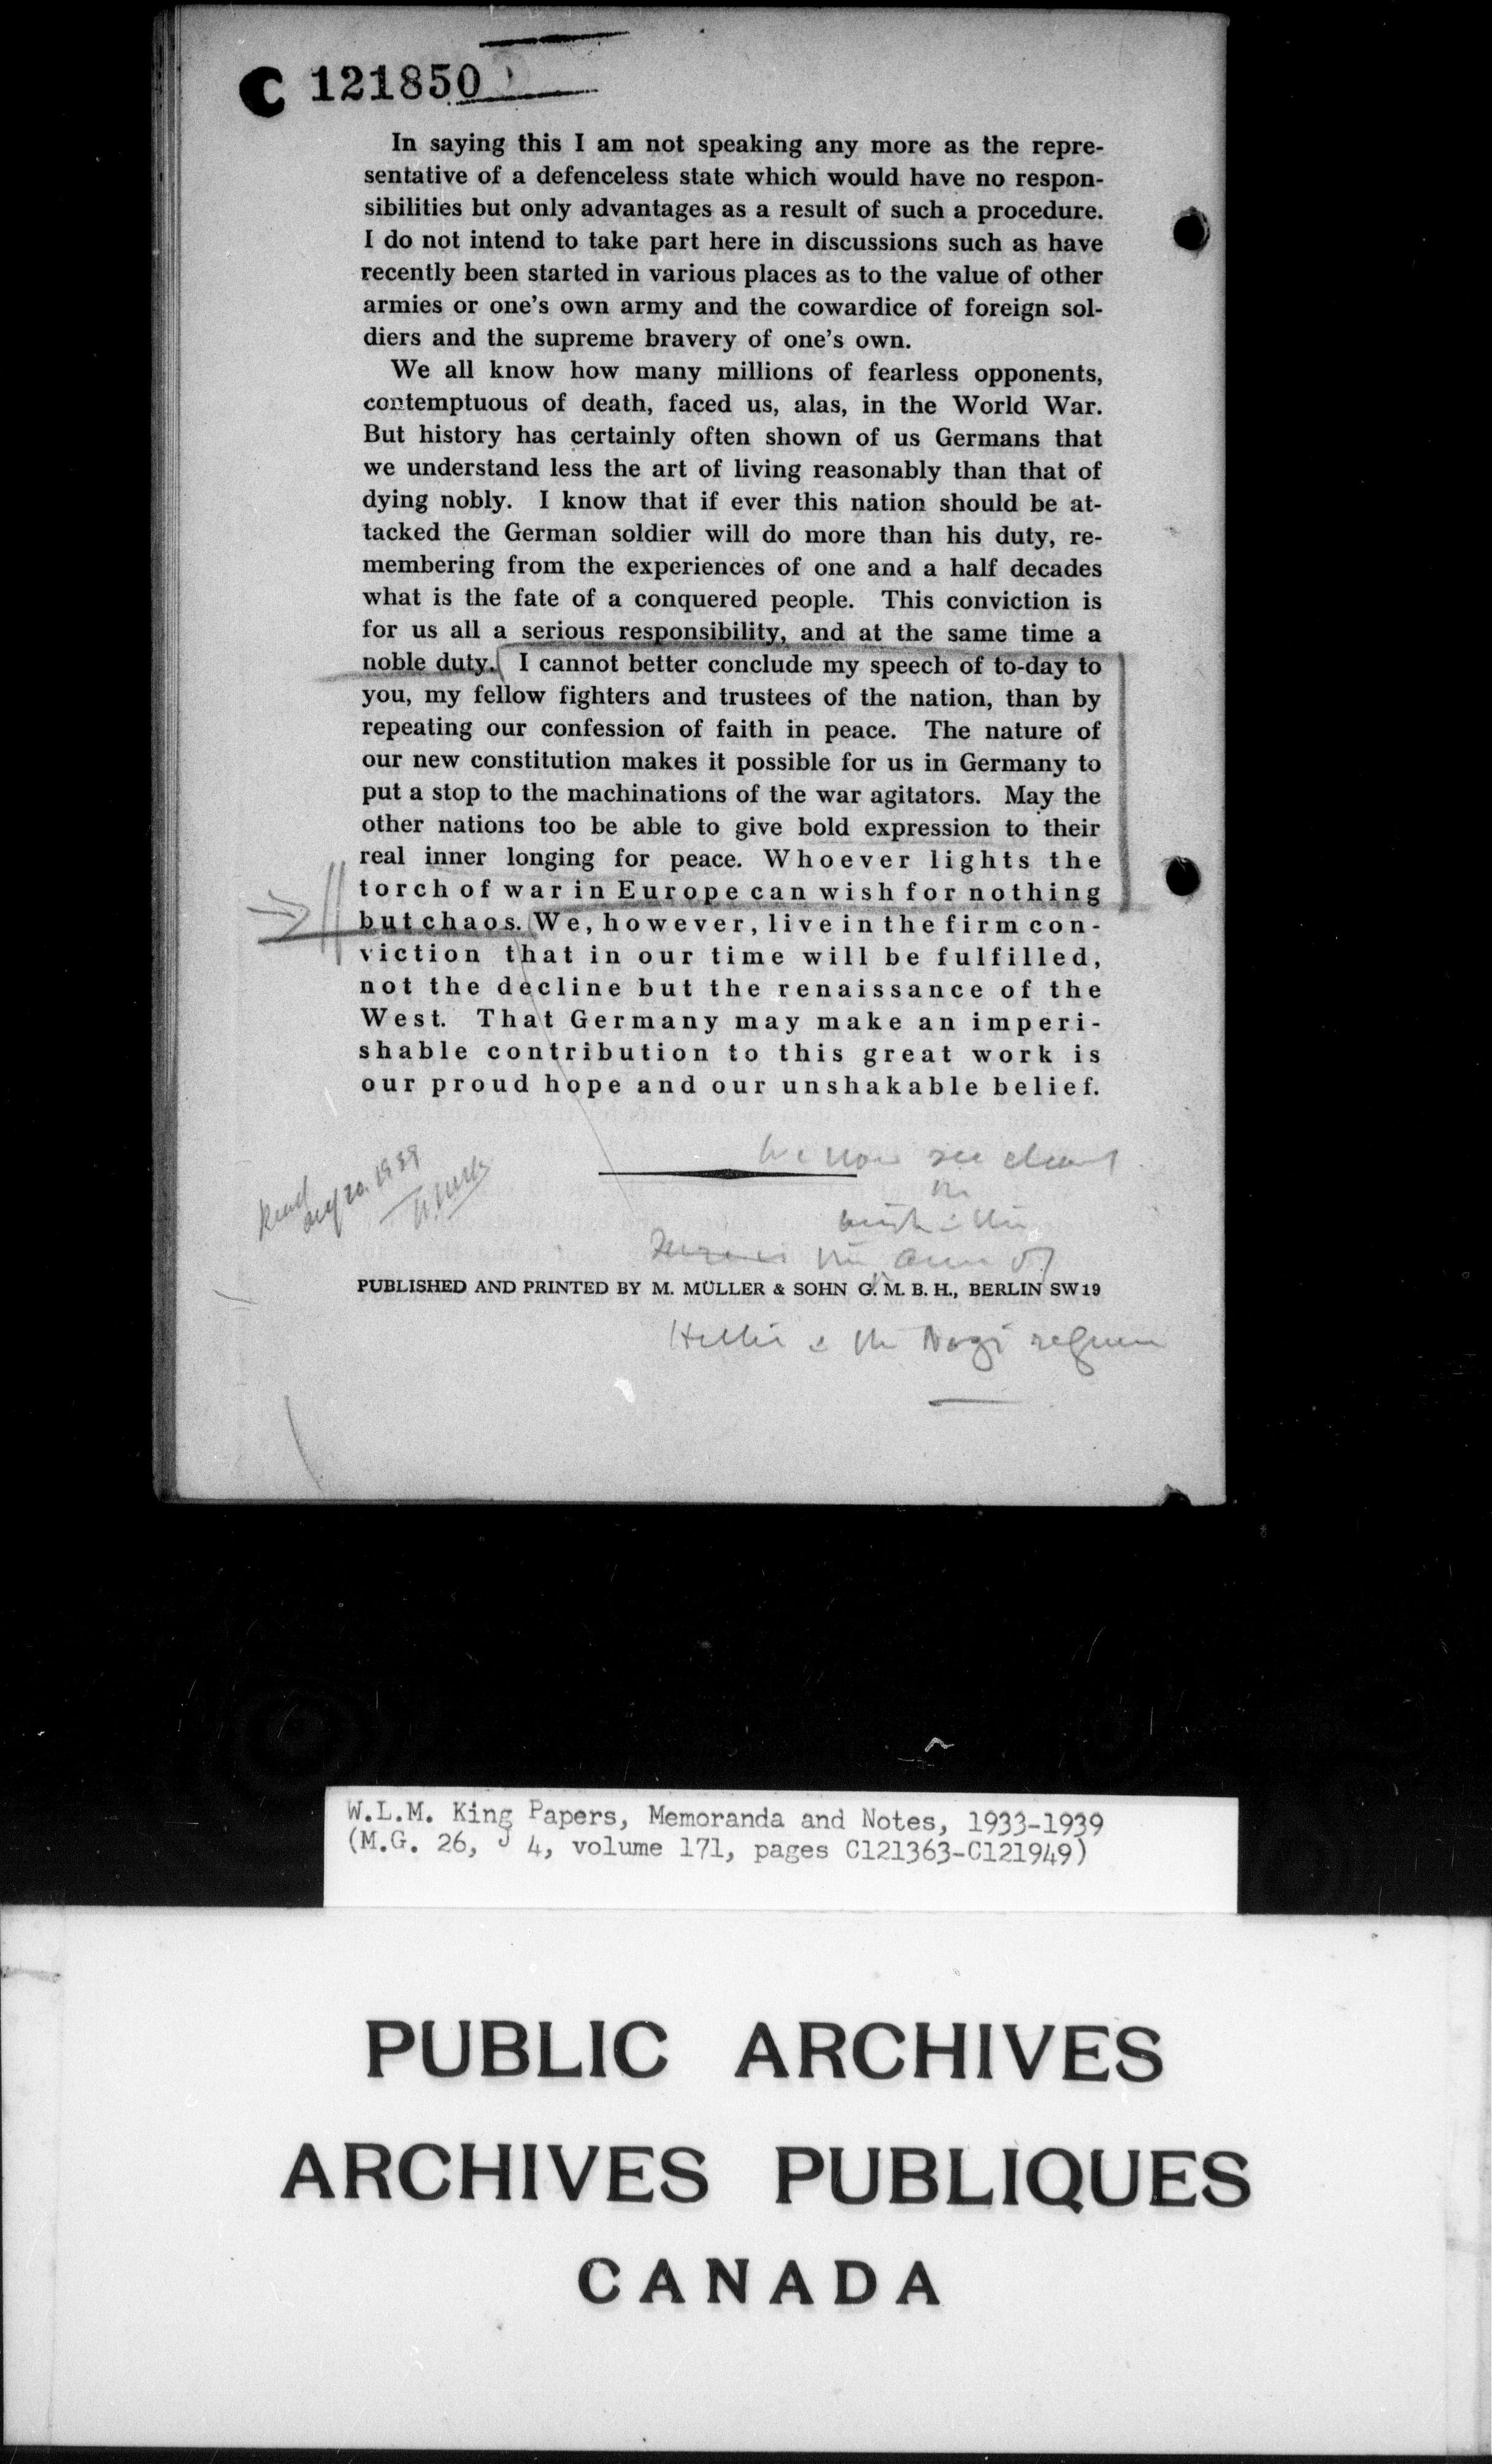 C 121850
In saying this I am not speaking any more as the repre-
sentative of a defenceless state which would have no respon-
sibilities but only advantages as a result of such a procedure.
I do not intend to take part here in discussions such as have
recently been started in various places as to the value of other
armies or one's own army and the cowardice of foreign sol-
diers and the supreme bravery of one's own.
We all know how many millions of fearless opponents,
contemptuous of death, faced us, alas, in the World War.
But history has certainly often shown of us Germans that
we understand less the art of living reasonably than that of
dying nobly. I know that if ever this nation should be at-
tacked the German soldier will do more than his duty, re-
membering from the experiences of one and a half decades
what is the fate of a conquered people. This conviction is
for us all a serious responsibility, and at the same time a
noble duty. I cannot better conclude my speech of to-day to
you, my fellow fighters and trustees of the nation, than by
repeating our confession of faith in peace. The nature of
our new constitution makes it possible for us in Germany to
put a stop to the machinations of the war agitators. May the
other nations too be able to give bold expression to their
real inner longing for peace. Whoever lights the
torch of war in Europe can wish for nothing
but chaos. We, however, live in the firm con-
viction that in our time will be fulfilled,
not the decline but the renaissance of the
West. That Germany may make an imperi-
shable contribution to this great work is
our proud hope and our unshakable belief.
We now see
Read
20. 1939
PUBLISHED AND PRINTED BY M. MÜLLER & SOHN G. M. B. H., BERLIN SW19
Hitler & the Nazi regime
W.L.M. King Papers, Memoranda and Notes, 1933-1939
(M.G. 26, J 4, volume 171, pages C121363-C121949)
PUBLIC ARCHIVES
ARCHIVES PUBLIQUES
CANADA